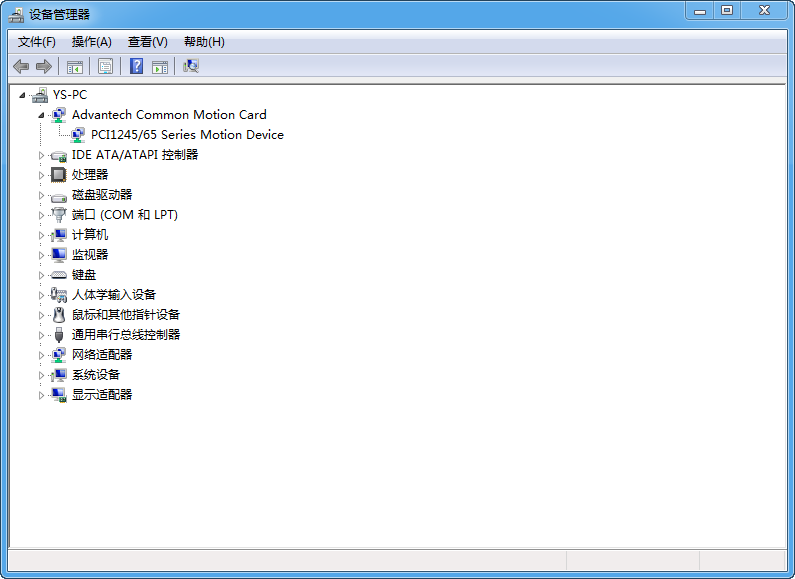 设备管理器
文件(F) 操作(A) 查看(V) 帮助(H)
YS-PC
Advantech Common Motion Card
PCI1245/65 Series Motion Device
IDE ATA/ATAPI 控制器
处理器
磁盘驱动器
端口 (COM 和 LPT)
计算机
监视器
键盘
人体学输入设备
鼠标和其他指针设备
通用串行总线控制器
网络适配器
系统设备
显示适配器